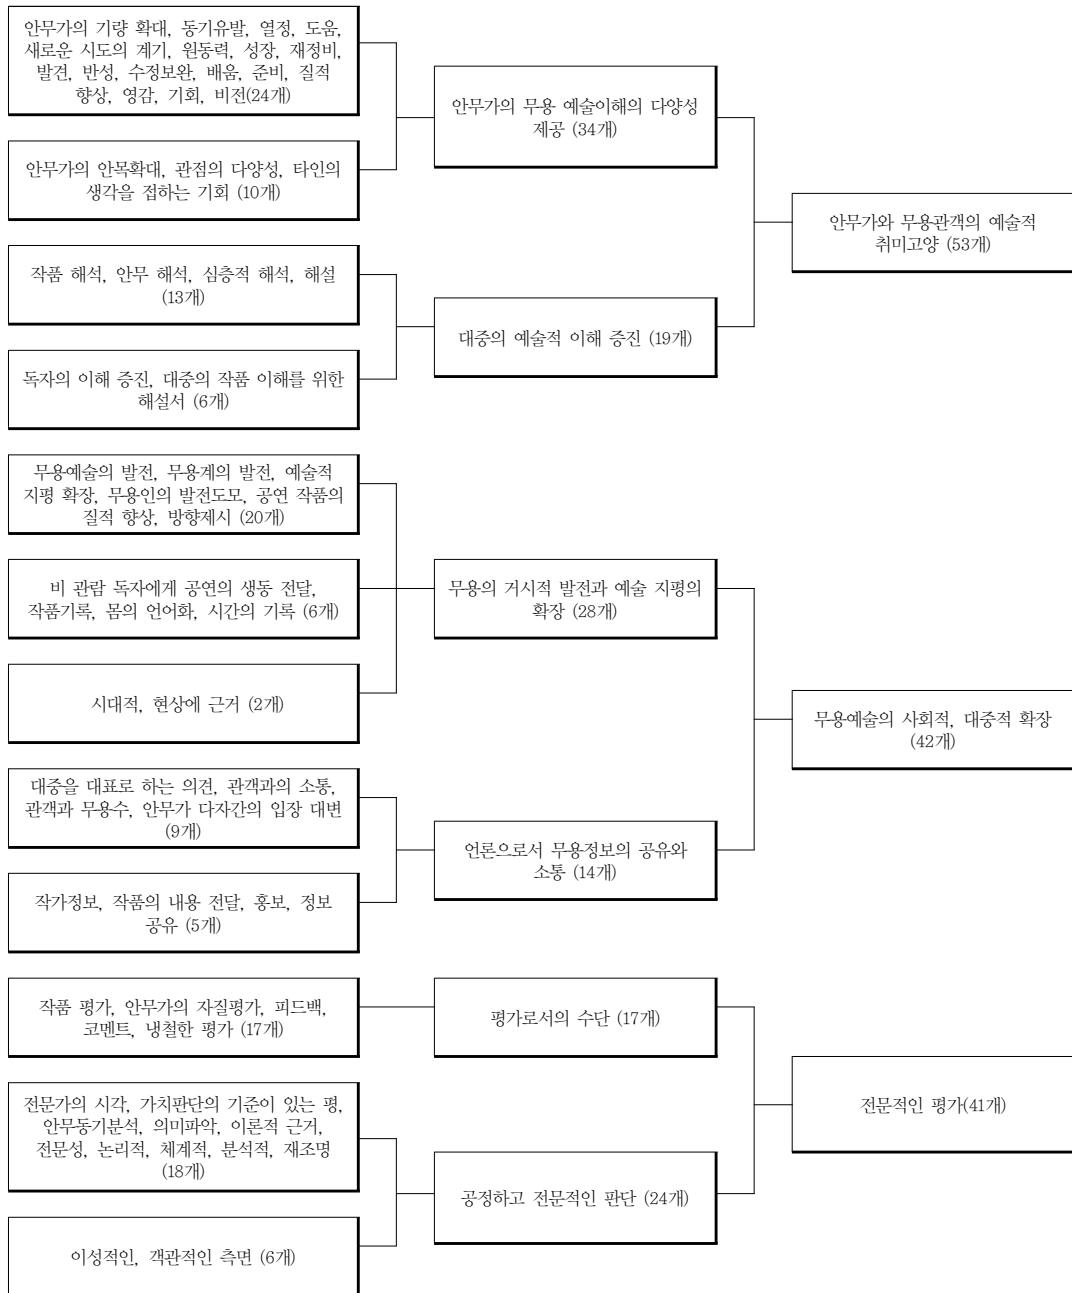 안무가의 기량 확대, 동기유발, 열정, 도움,
새로운 시도의 계기, 원동력, 성장, 재정비,
발견, 반성, 수정보완, 배움, 준비, 질적
향상, 영감, 기회, 비전(24개)
안무가의 안목확대, 관점의 다양성, 타인의
생각을 접하는 기회 (10개)
작품 해석, 안무 해석, 심층적 해석, 해설
(13개)
독자의 이해 증진, 대중의 작품 이해를 위한
해설서 (6개)
무용예술의 발전, 무용계의 발전, 예술적
지평 확장, 무용인의 발전도모, 공연 작품의
질적 향상, 방향제시 (20개)
비 관람 독자에게 공연의 생동 전달,
작품기록, 몸의 언어화, 시간의 기록 (6개)
시대적, 현상에 근거 (2개)
대중을 대표로 하는 의견, 관객과의 소통,
관객과 무용수, 안무가 다자간의 입장 대변
(9개)
작가정보, 작품의 내용 전달, 홍보, 정보
공유 (5개)
작품 평가, 안무가의 자질평가, 피드백,
코멘트, 냉철한 평가 (17개)
전문가의 시각, 가치판단의 기준이 있는 평,
안무동기분석, 의미파악, 이론적 근거,
전문성, 논리적, 체계적, 분석적, 재조명
(18개)
이성적인, 객관적인 측면 (6개)
안무가의 무용 예술이해의 다양성
제공 (34개)
대중의 예술적 이해 증진 (19개)
무용의 거시적 발전과 예술 지평의
확장 (28개)
언론으로서 무용정보의 공유와
소통 (14개)
평가로서의 수단 (17개)
공정하고 전문적인 판단 (24개)
안무가와 무용관객의 예술적
취미고양 (53개)
무용예술의 사회적, 대중적 확장
(42개)
전문적인 평가(41개)